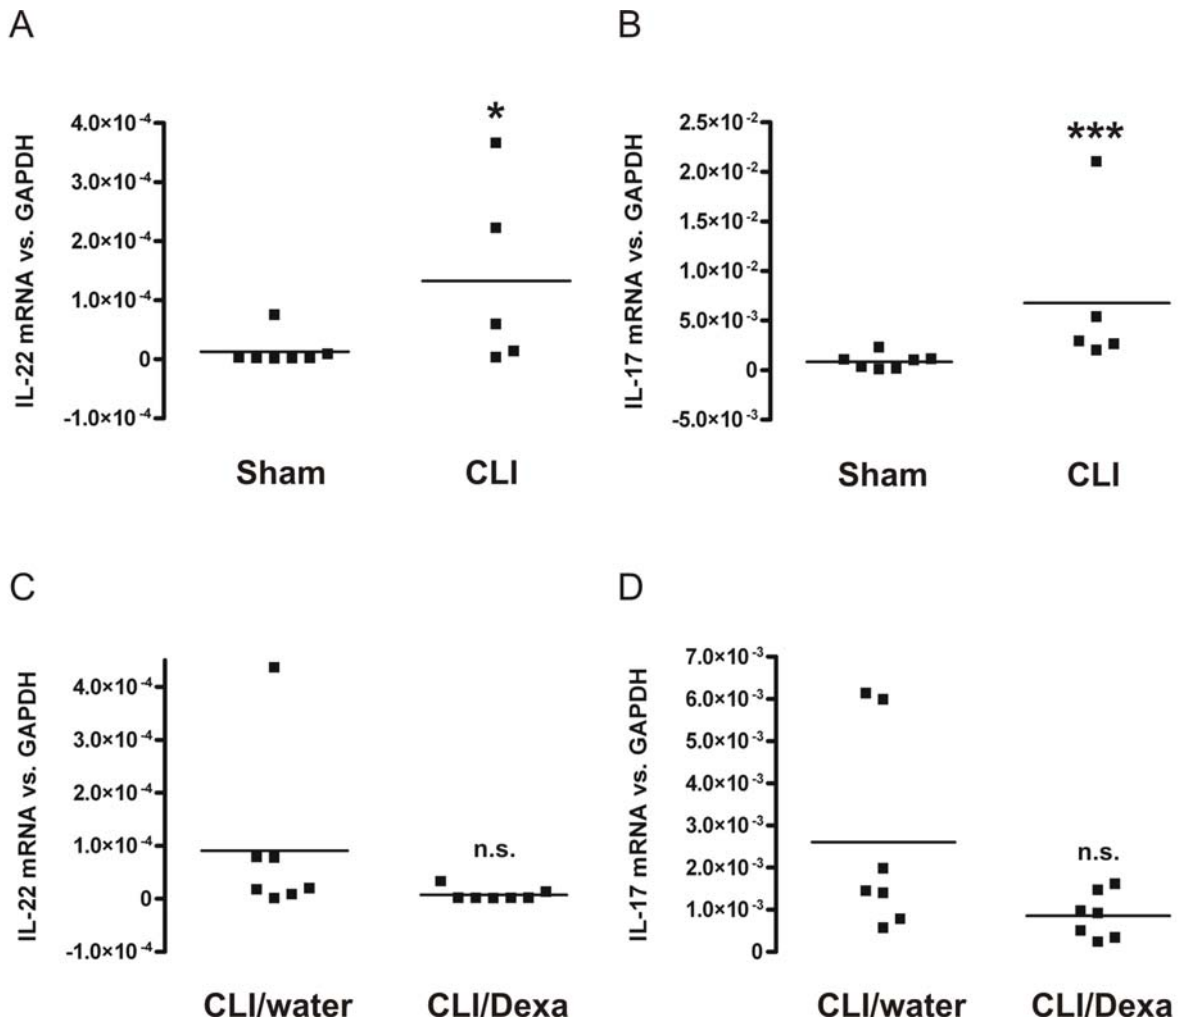 A
IL-22 mRNA vs. GAPDH
4.0×10⁻⁴
3.0×10⁻⁴
2.0×10⁻⁴
1.0×10⁻⁴
0
-1.0×10⁻⁴
*
Sham
CLI
B
IL-17 mRNA vs. GAPDH
2.5×10⁻²
2.0×10⁻²
1.5×10⁻²
1.0×10⁻²
5.0×10⁻³
0
-5.0×10⁻³
***
Sham
CLI
C
IL-22 mRNA vs. GAPDH
4.0×10⁻⁴
3.0×10⁻⁴
2.0×10⁻⁴
1.0×10⁻⁴
0
-1.0×10⁻⁴
n.s.
CLI/water
CLI/Dexa
D
IL-17 mRNA vs. GAPDH
7.0×10⁻³
6.0×10⁻³
5.0×10⁻³
4.0×10⁻³
3.0×10⁻³
2.0×10⁻³
1.0×10⁻³
0
n.s.
CLI/water
CLI/Dexa